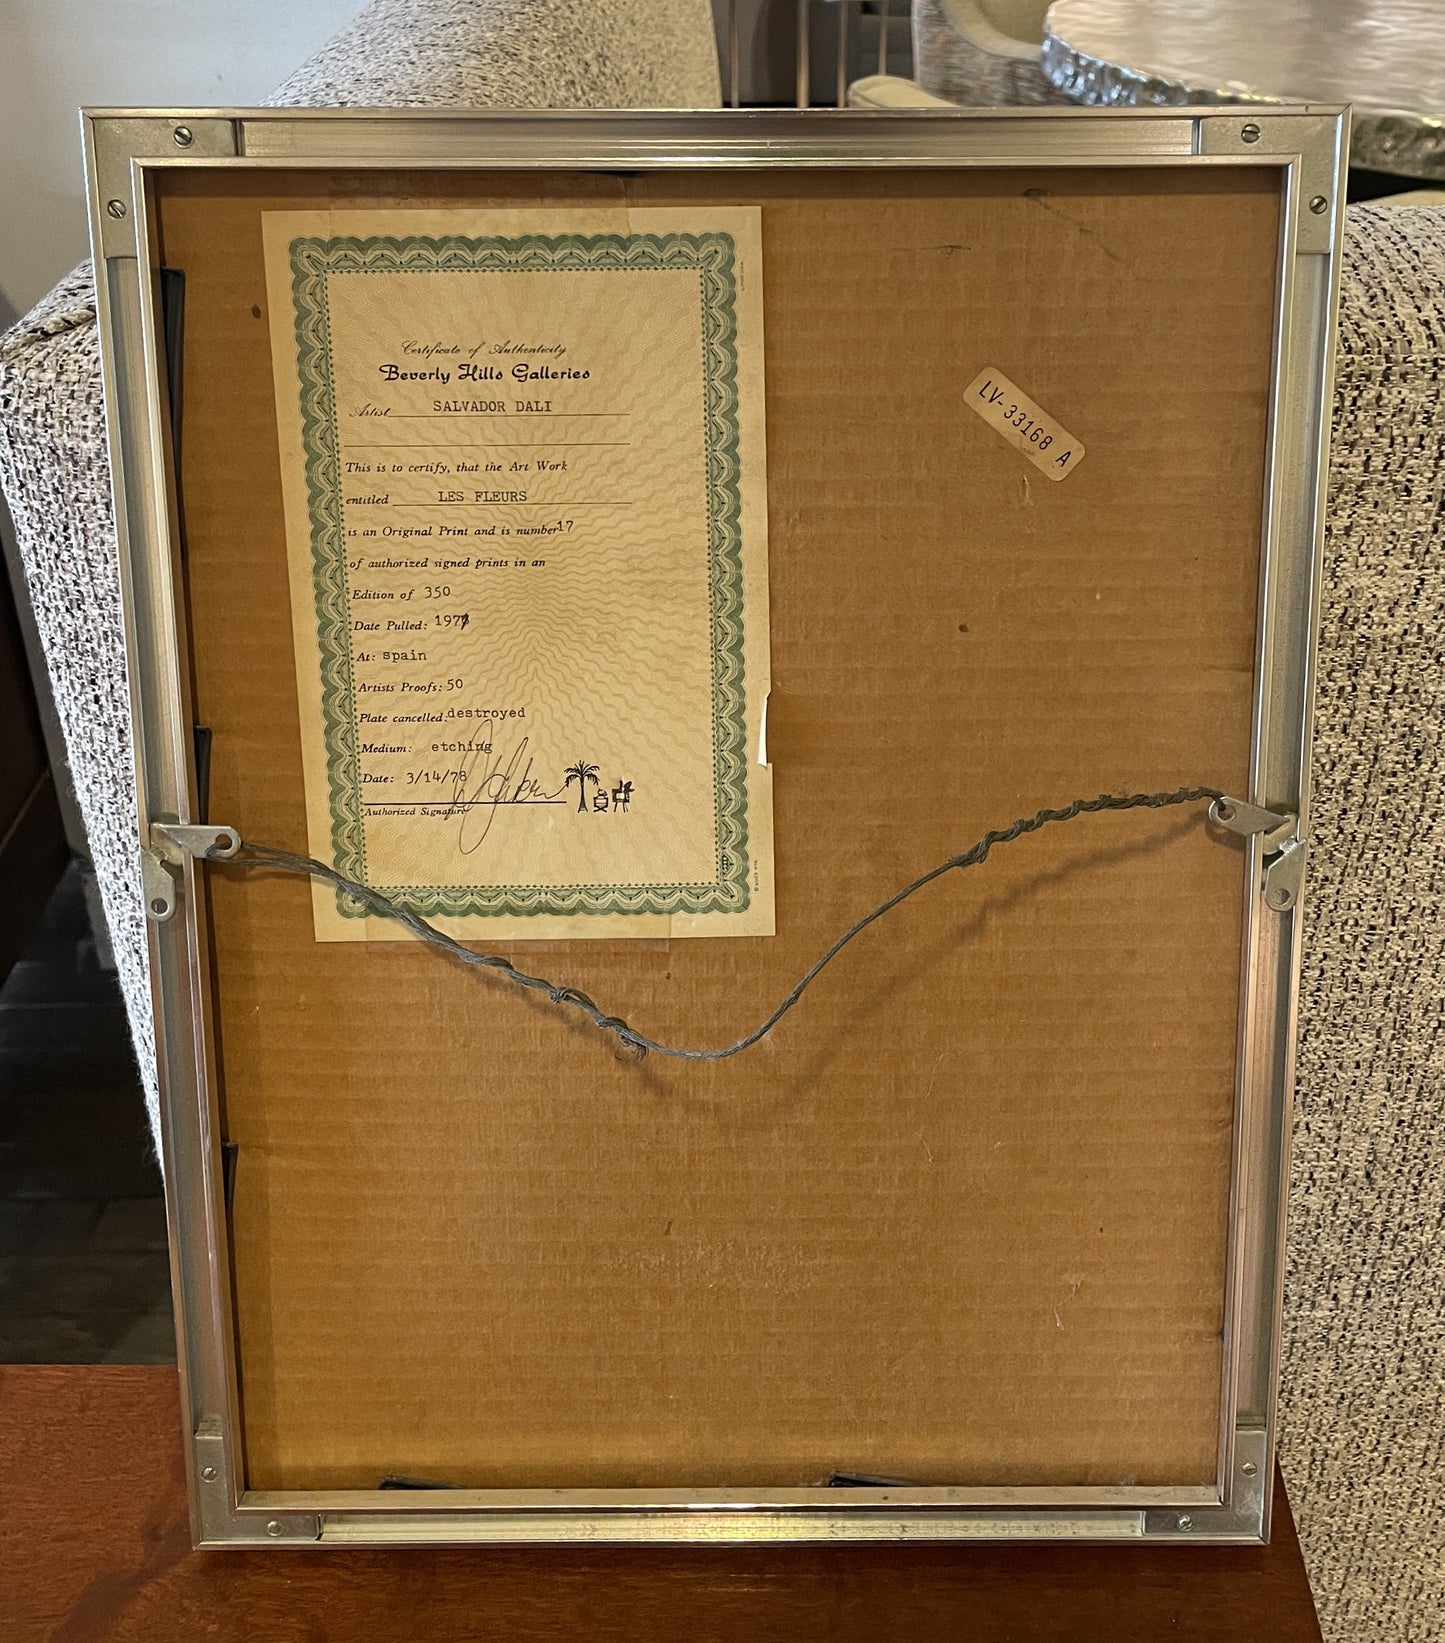 Certificate of Authenticity
Beverly Hills Galleries
Artist SALVADOR DALI
This is to certify, that the Art Work
entitled LES FLEURS
is an Original Print and is number 17
of authorized signed prints in an
Edition of 350
Date Pulled: 1977
At: spain
Artists Proofs: 50
Plate cancelled: destroyed
Medium: etching
Date: 3/14/78
Authorized Signature
LV-33168 A